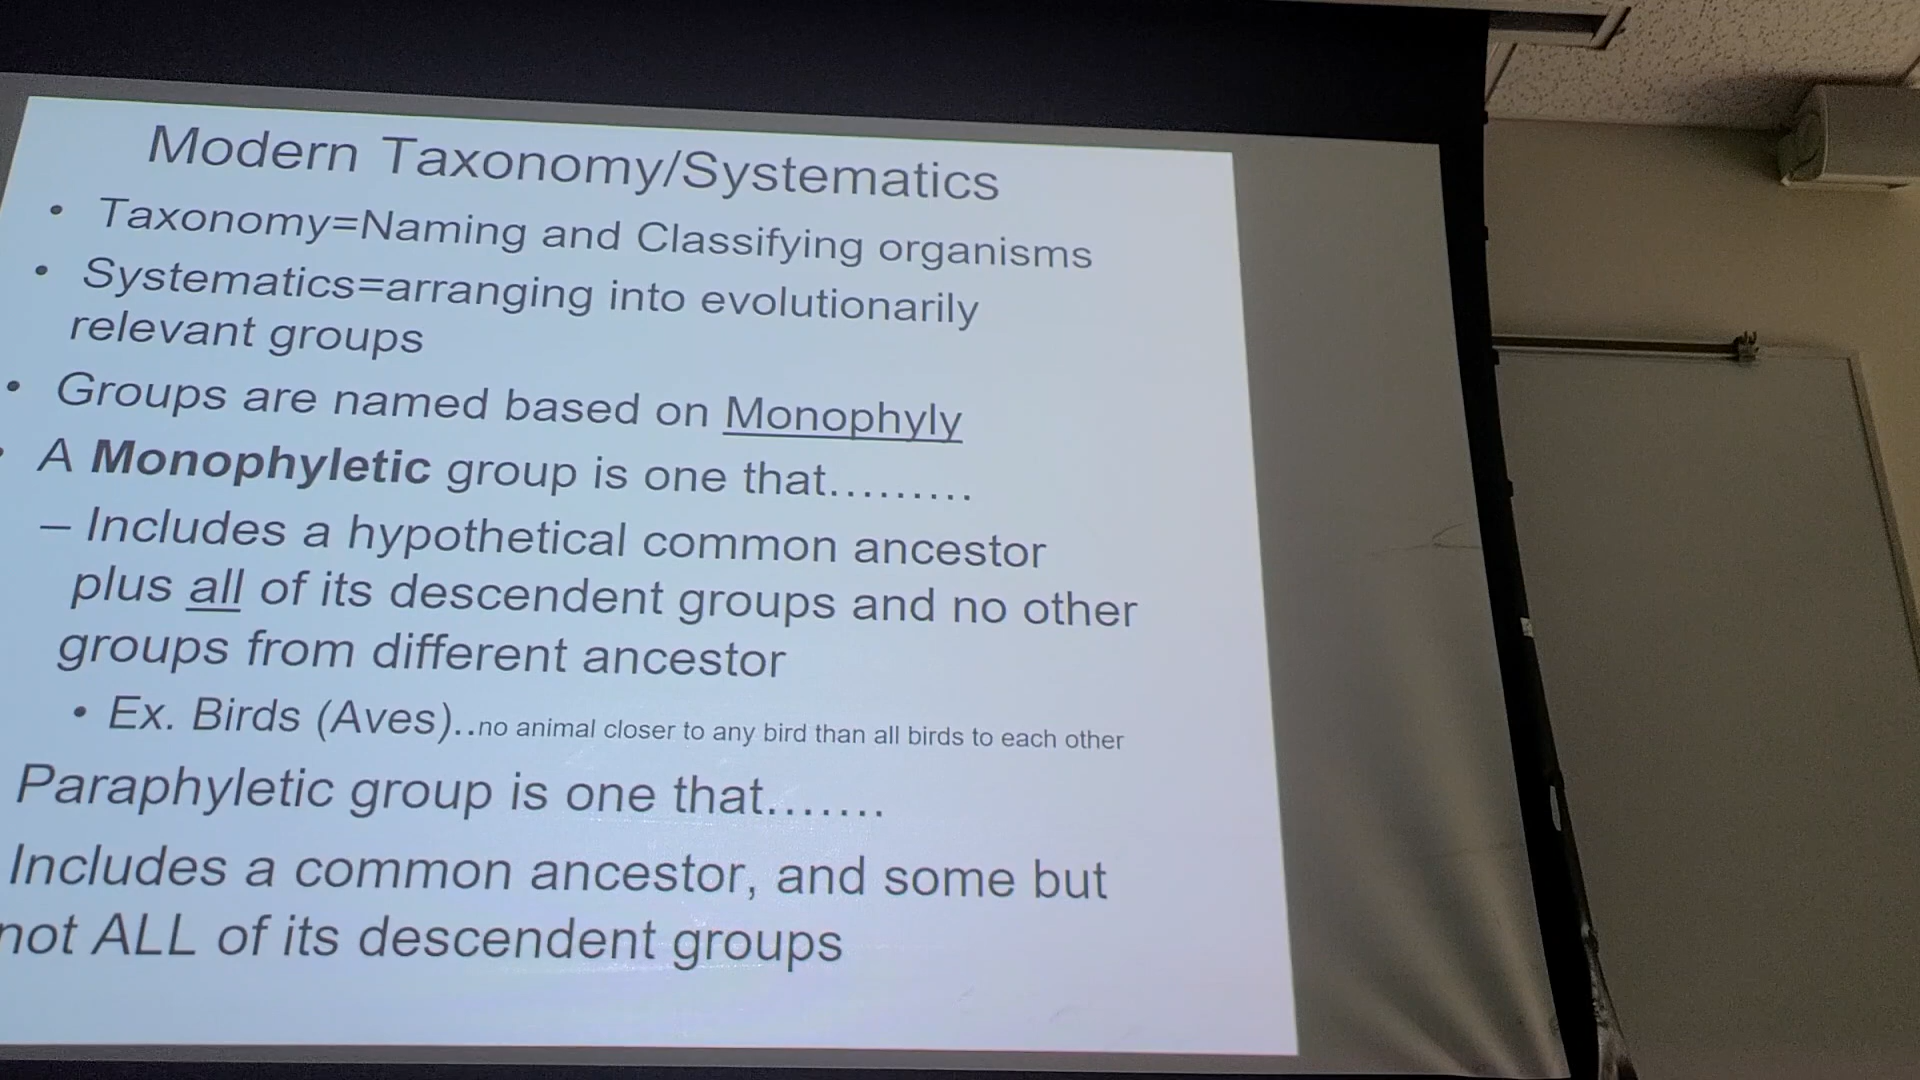 Modern Taxonomy/Systematics
• Taxonomy=Naming and Classifying organisms
• Systematics=arranging into evolutionarily
relevant groups
• Groups are named based on Monophyly
• A Monophyletic group is one that.........
– Includes a hypothetical common ancestor
plus all of its descendent groups and no other
groups from different ancestor
• Ex. Birds (Aves)..no animal closer to any bird than all birds to each other
Paraphyletic group is one that.......
Includes a common ancestor, and some but
not ALL of its descendent groups